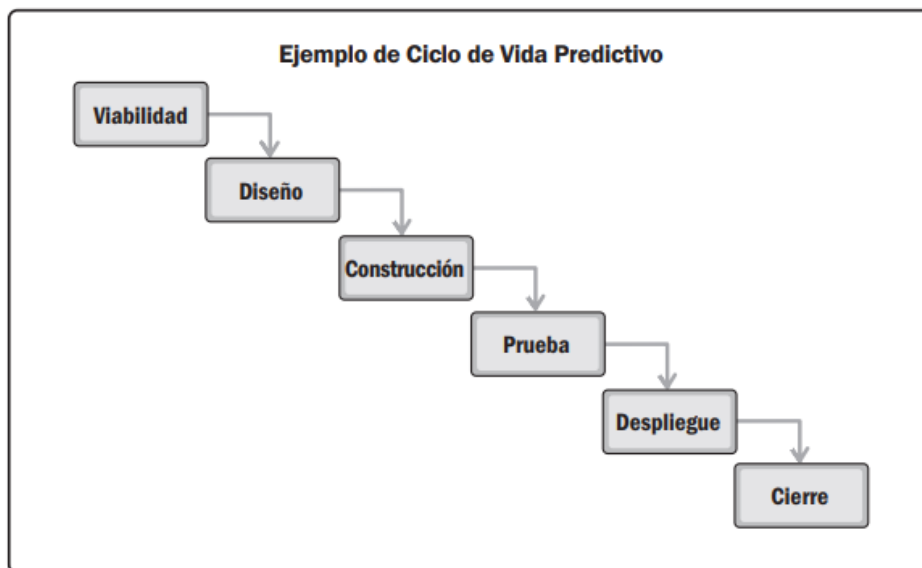 Ejemplo de Ciclo de Vida Predictivo
Viabilidad
Diseño
Construcción
Prueba
Despliegue
Cierre